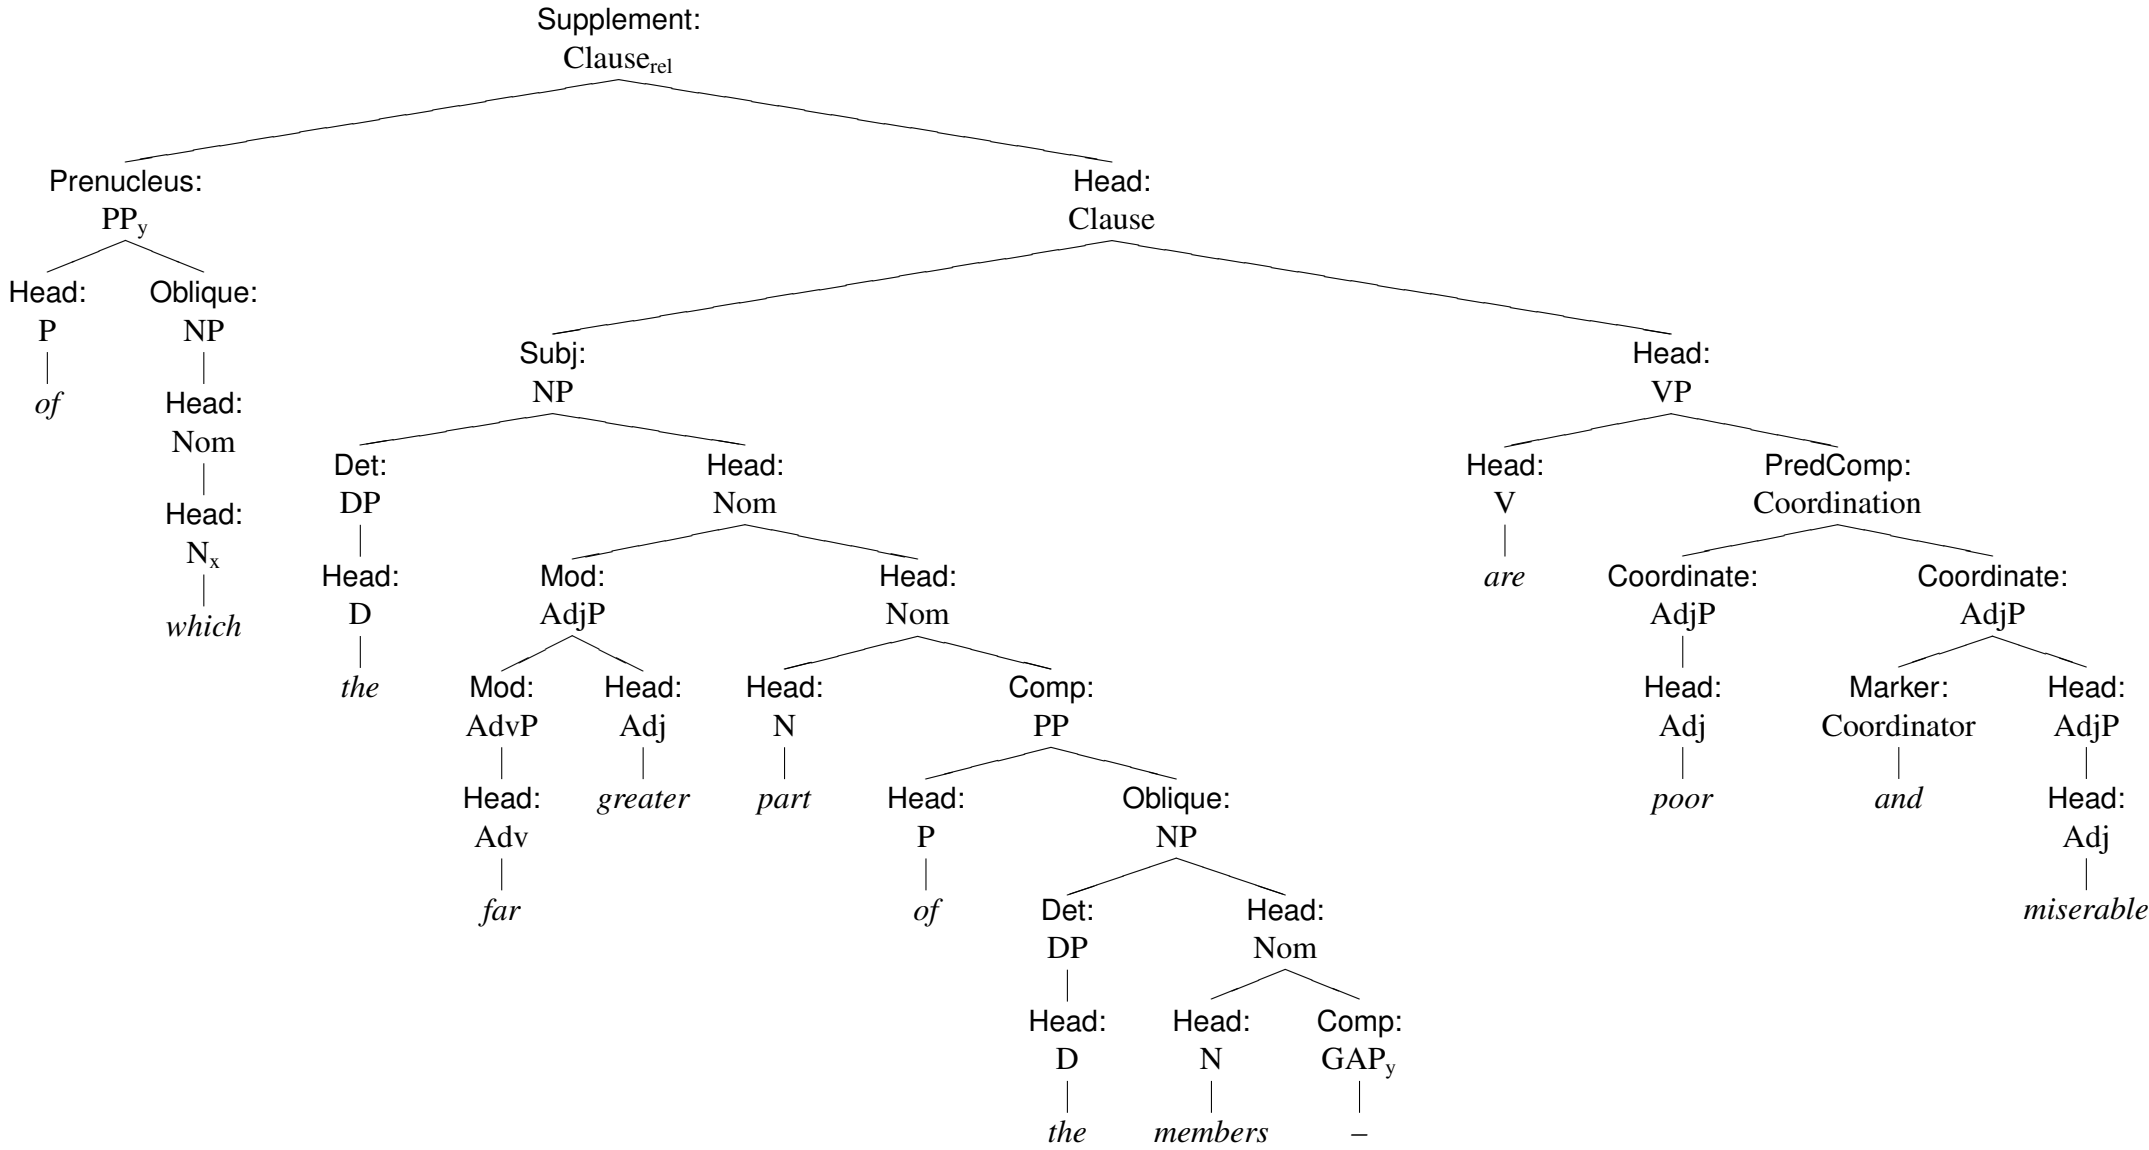 Supplement:
Clauserel
Prenucleus: Head:
PPy Clause
Head: Oblique: Subj: Head:
P NP NP VP
of Head: Det: Head: Head: PredComp:
Nom DP Nom V Coordination
Head: Head: Mod: Head: are Coordinate: Coordinate:
Nx D AdjP Nom AdjP AdjP
which the Mod: Head: Head: Comp: Head: Marker: Head:
AdvP Adj N PP Adj Coordinator AdjP
Head: greater part Head: Oblique: poor and Head:
Adv P NP Adj
far of Det: Head: miserable
DP Nom
Head: Head: Comp:
D N GAPy
the members –